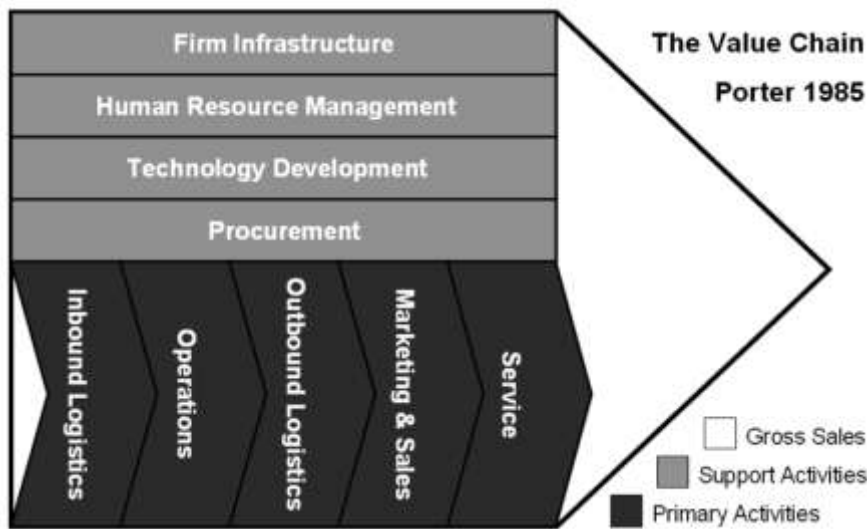 Firm Infrastructure
Human Resource Management
Technology Development
Procurement
Inbound Logistics
Operations
Outbound Logistics
Marketing & Sales
Service
The Value Chain
Porter 1985
Gross Sales
Support Activities
Primary Activities